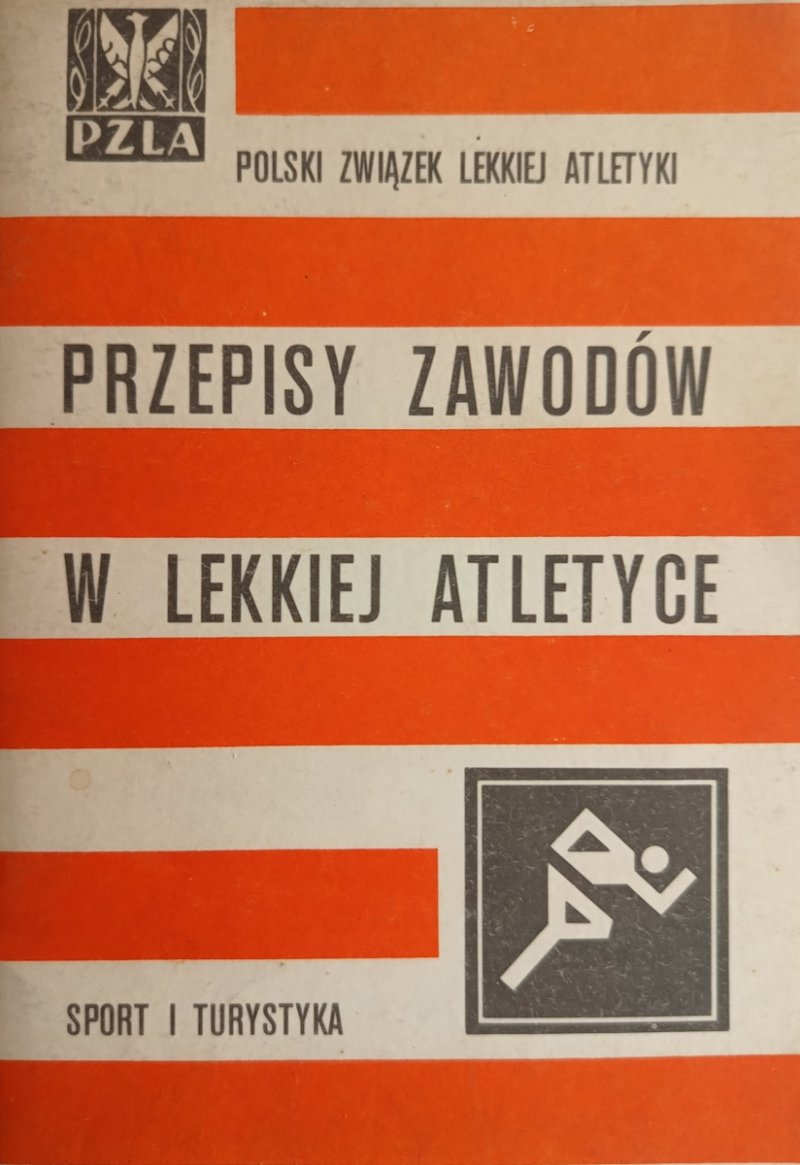 PZLA
POLSKI ZWIĄZEK LEKKIEJ ATLETYKI
PRZEPISY ZAWODÓW
W LEKKIEJ ATLETYCE
SPORT I TURYSTYKA